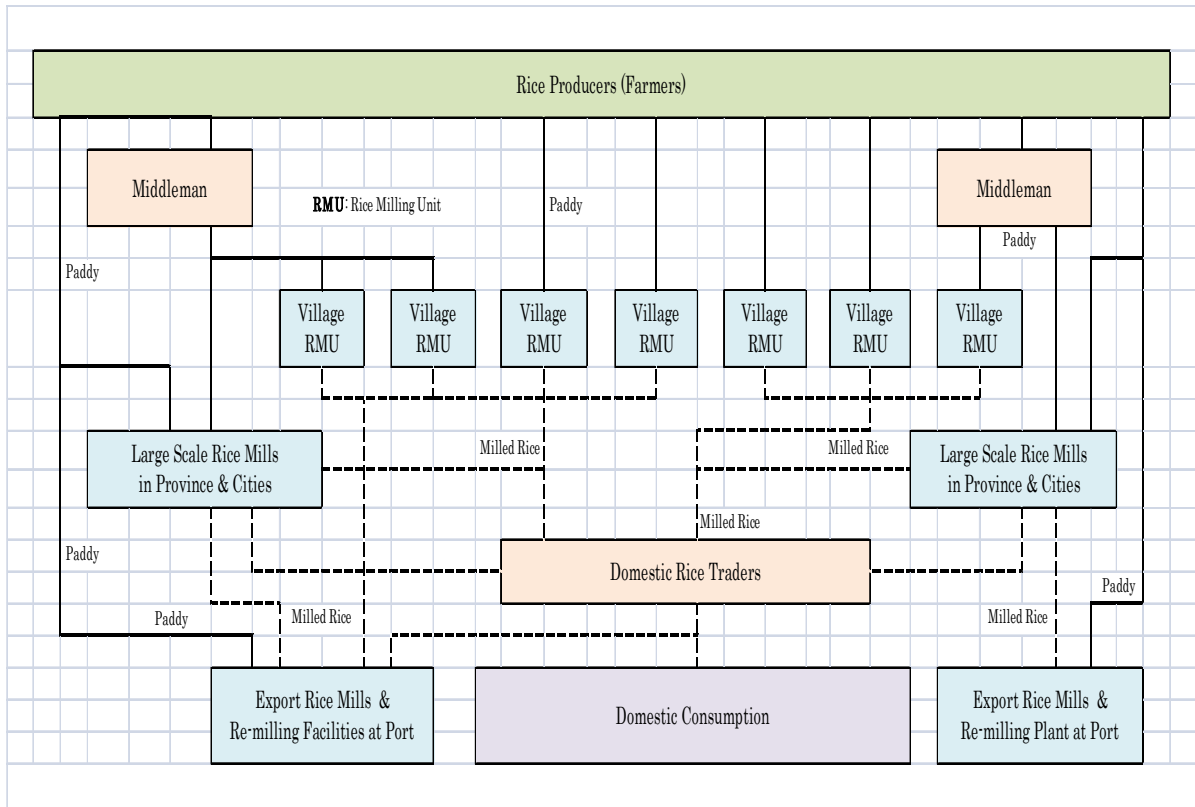 Rice Producers (Farmers)
Middleman
Middleman
RMU: Rice Milling Unit
Paddy
Paddy
Paddy
Village
RMU
Village
RMU
Village
RMU
Village
RMU
Village
RMU
Village
RMU
Village
RMU
Large Scale Rice Mills
in Province & Cities
Milled Rice
Milled Rice
Large Scale Rice Mills
in Province & Cities
Milled Rice
Paddy
Domestic Rice Traders
Paddy
Paddy
Milled Rice
Milled Rice
Export Rice Mills &
Re-milling Facilities at Port
Domestic Consumption
Export Rice Mills &
Re-milling Plant at Port